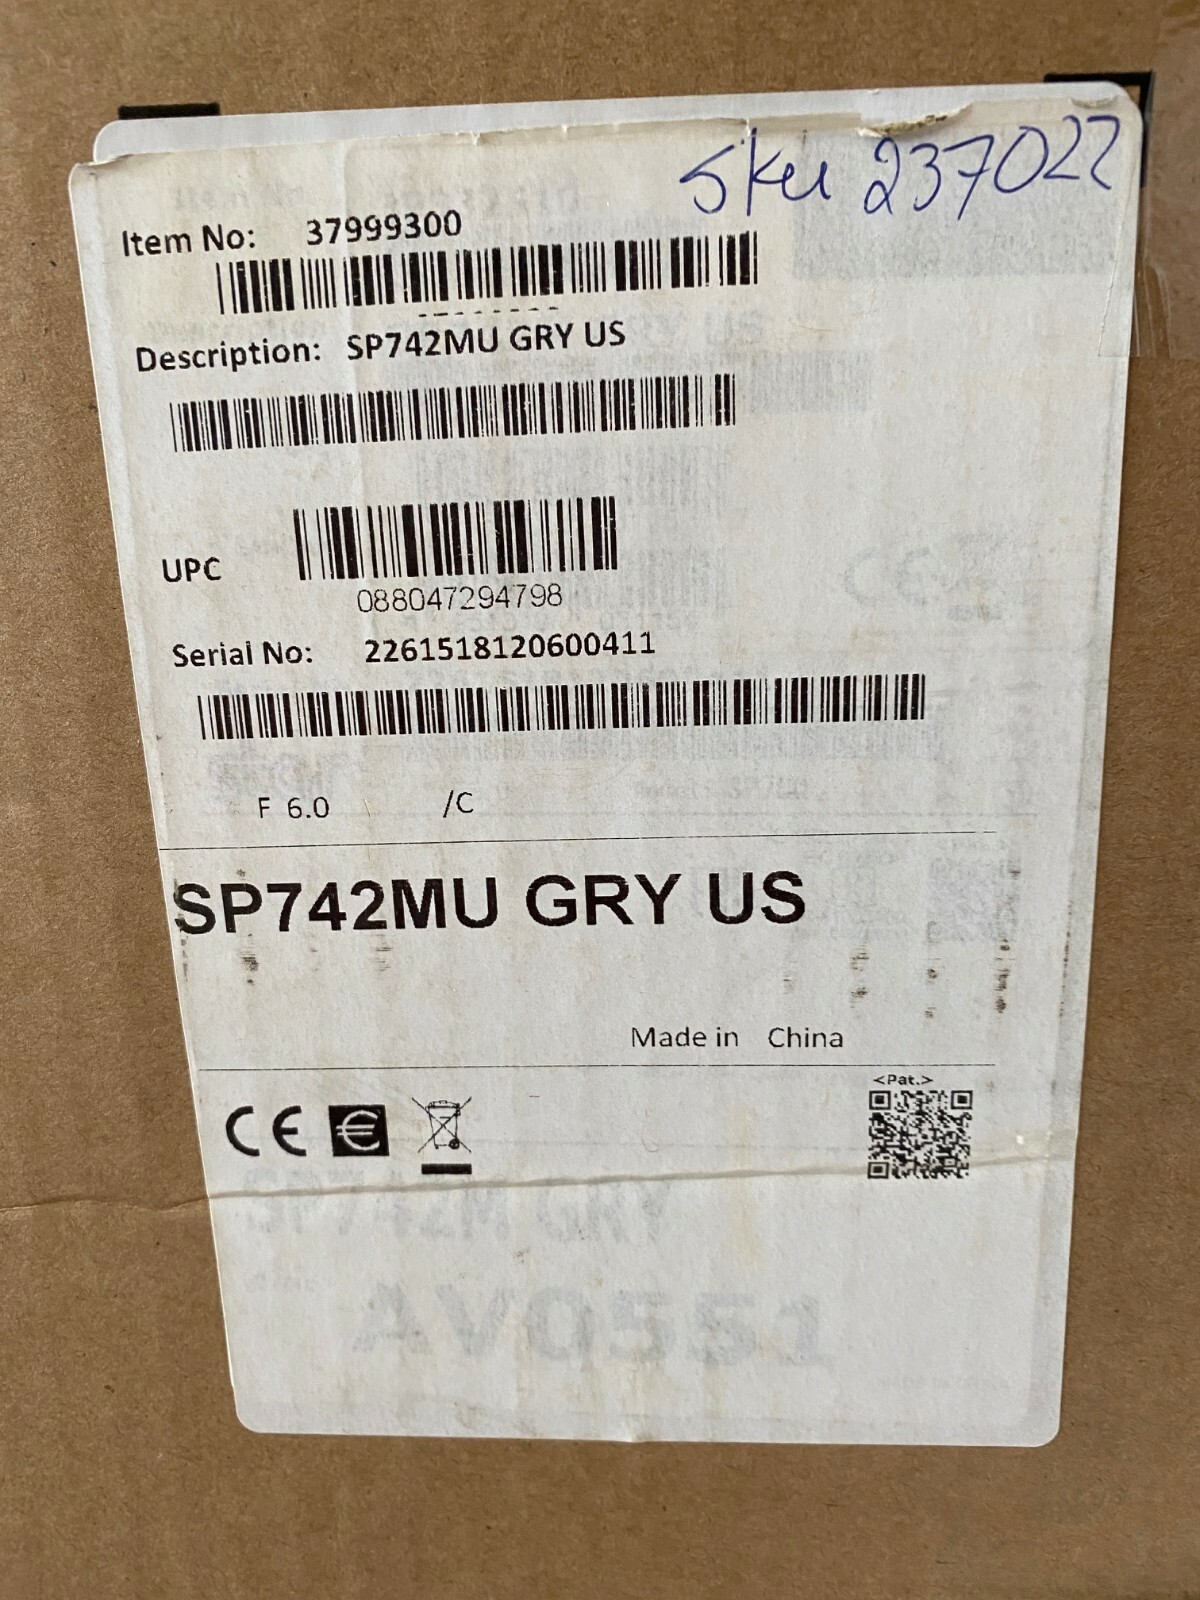 Sku 237022
Item No: 37999300
Description: SP742MU GRY US
UPC
088047294798
Serial No: 2261518120600411
F 6.0 /C
SP742MU GRY US
Made in China
<Pat.>
CE